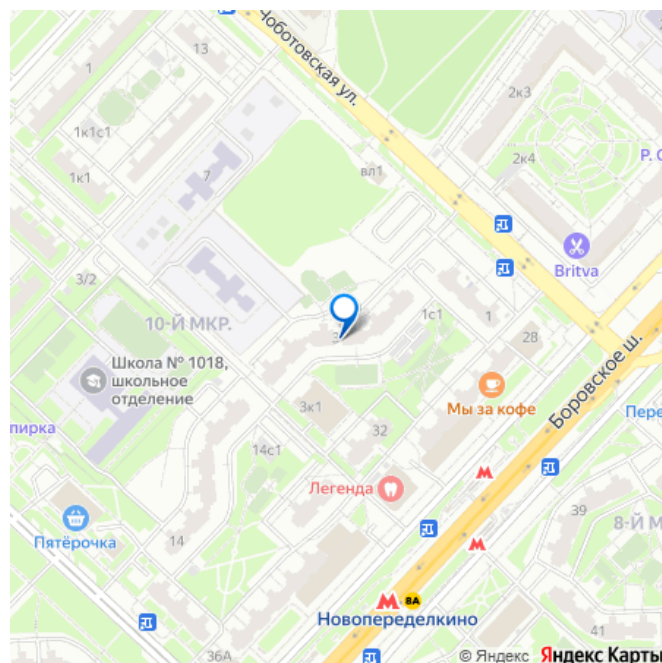 Чоботовская ул.
13
1
2к3
1к1с1
2к4
Р. С
вл1
7
1к1
Britva
3/2
10-Й МКР.
1с1
1
3
28
Боровское ш.
Школа № 1018,
школьное
отделение
Мы за кофе
Пере
пирка
3к1
32
14с1
Легенда
39
Пятёрочка
14
8-Й М
8А
Новопеределкино
41
36А
© Яндекс Яндекс Карты